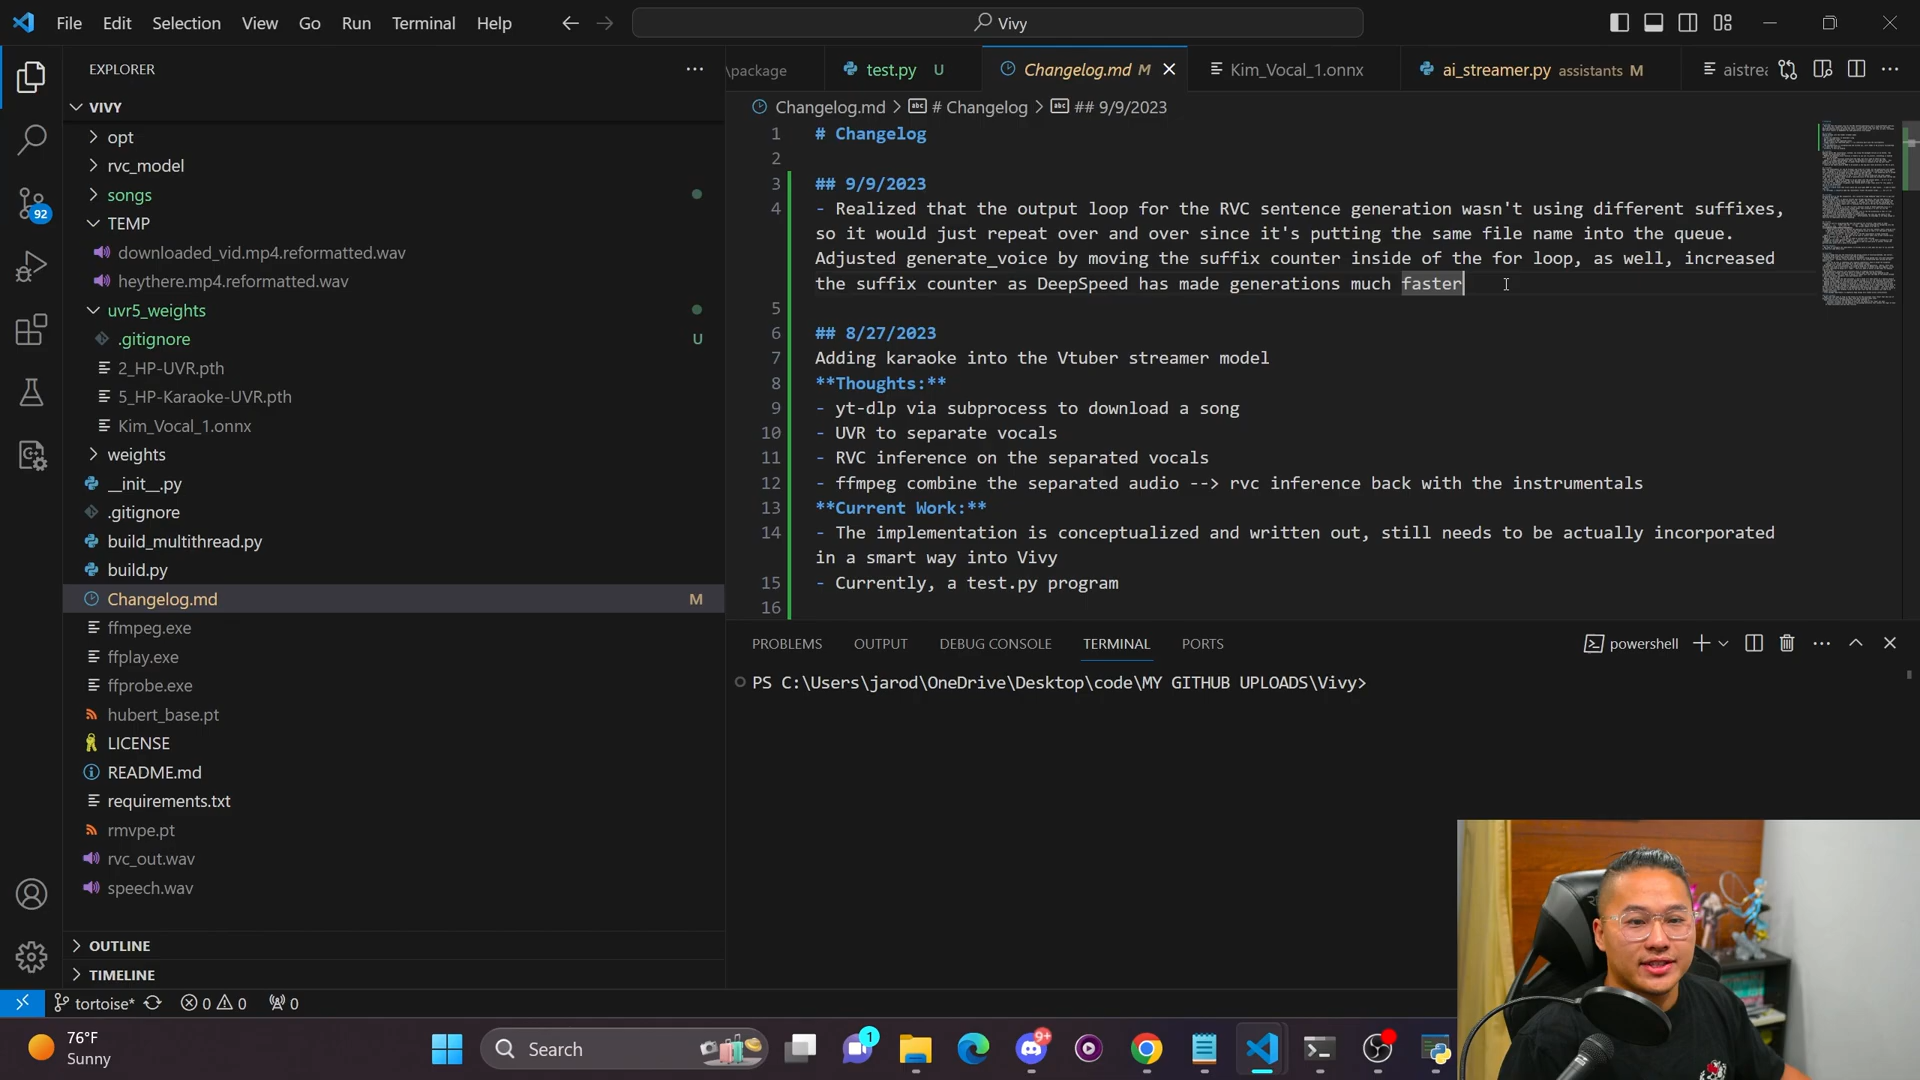 File Edit Selection View Go Run Terminal Help
Vivy
EXPLORER
VIVY
opt
rvc_model
songs
TEMP
downloaded_vid.mp4.reformatted.wav
heythere.mp4.reformatted.wav
uvr5_weights
.gitignore U
2_HP-UVR.pth
5_HP-Karaoke-UVR.pth
Kim_Vocal_1.onnx
weights
__init__.py
.gitignore
build_multithread.py
build.py
Changelog.md M
ffmpeg.exe
ffplay.exe
ffprobe.exe
hubert_base.pt
LICENSE
README.md
requirements.txt
rmvpe.pt
rvc_out.wav
speech.wav
OUTLINE
TIMELINE
92
\package test.py U Changelog.md M Kim_Vocal_1.onnx ai_streamer.py assistants M aistrea
Changelog.md > # Changelog > ## 9/9/2023
1 # Changelog
2
3 ## 9/9/2023
4 - Realized that the output loop for the RVC sentence generation wasn't using different suffixes,
so it would just repeat over and over since it's putting the same file name into the queue.
Adjusted generate_voice by moving the suffix counter inside of the for loop, as well, increased
the suffix counter as DeepSpeed has made generations much faster
5
6 ## 8/27/2023
7 Adding karaoke into the Vtuber streamer model
8 **Thoughts:**
9 - yt-dlp via subprocess to download a song
10 - UVR to separate vocals
11 - RVC inference on the separated vocals
12 - ffmpeg combine the separated audio --> rvc inference back with the instrumentals
13 **Current Work:**
14 - The implementation is conceptualized and written out, still needs to be actually incorporated
in a smart way into Vivy
15 - Currently, a test.py program
16
PROBLEMS OUTPUT DEBUG CONSOLE TERMINAL PORTS powershell
PS C:\Users\jarod\OneDrive\Desktop\code\MY GITHUB UPLOADS\Vivy>
tortoise* 0 0 0
76°F
Sunny
Search
1
9+